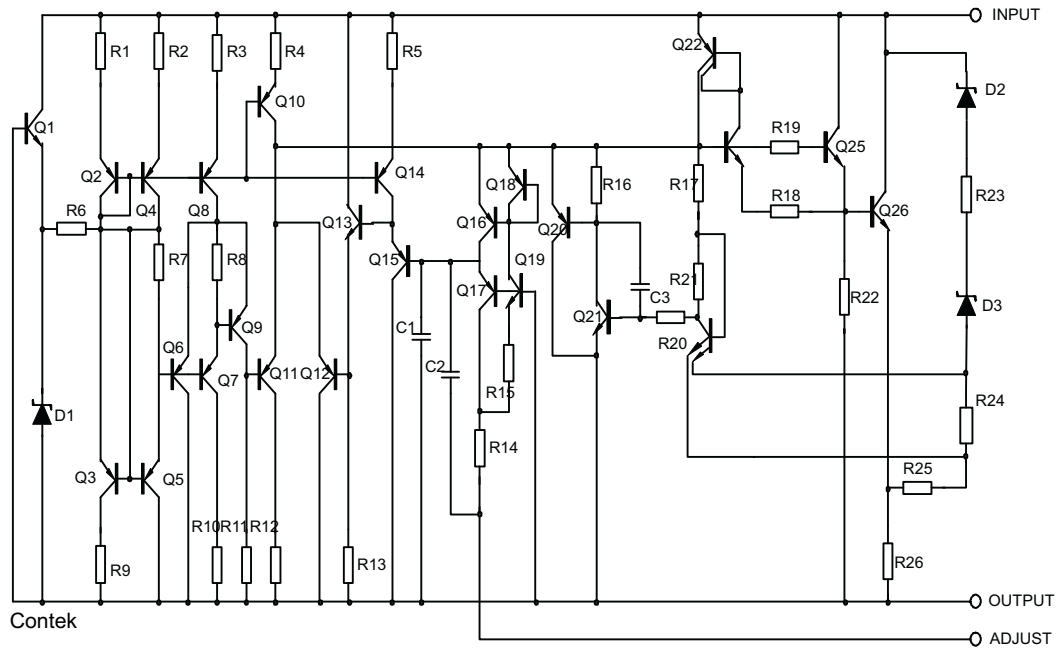 INPUT
R1
R2
R3
R4
R5
Q22
D2
Q10
Q1
R19
Q25
Q2
Q4
Q8
Q14
Q18
R16
R17
R18
R23
Q26
R6
Q13
Q16
Q20
R7
R8
Q15
Q17
Q19
R21
C3
R22
D3
Q9
C1
Q21
R20
Q6
Q7
Q11
Q12
C2
R15
D1
R24
R14
Q3
Q5
R25
R10
R11
R12
R9
R13
R26
OUTPUT
Contek
ADJUST